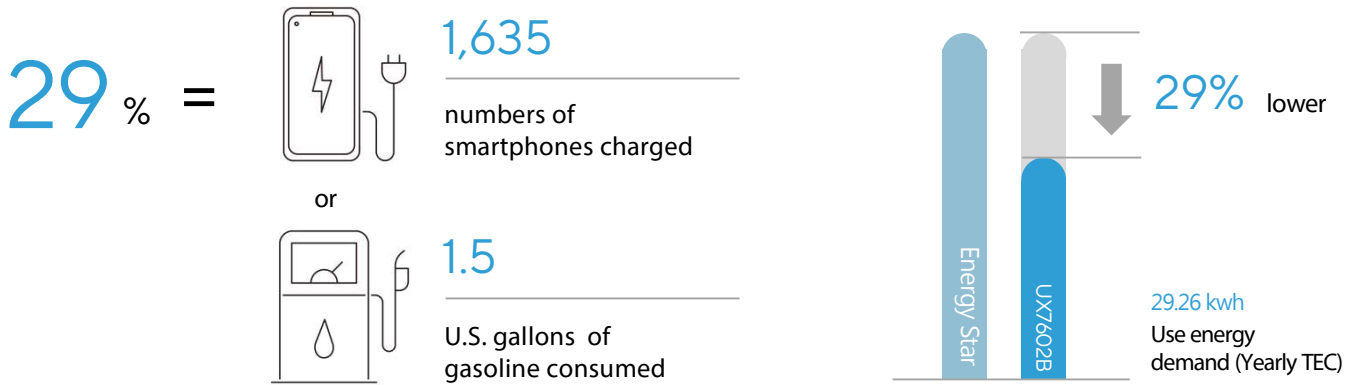 29 % =
1,635
numbers of
smartphones charged
or
1.5
U.S. gallons of
gasoline consumed
Energy Star
UX7602B
29% lower
29.26 kwh
Use energy
demand (Yearly TEC)